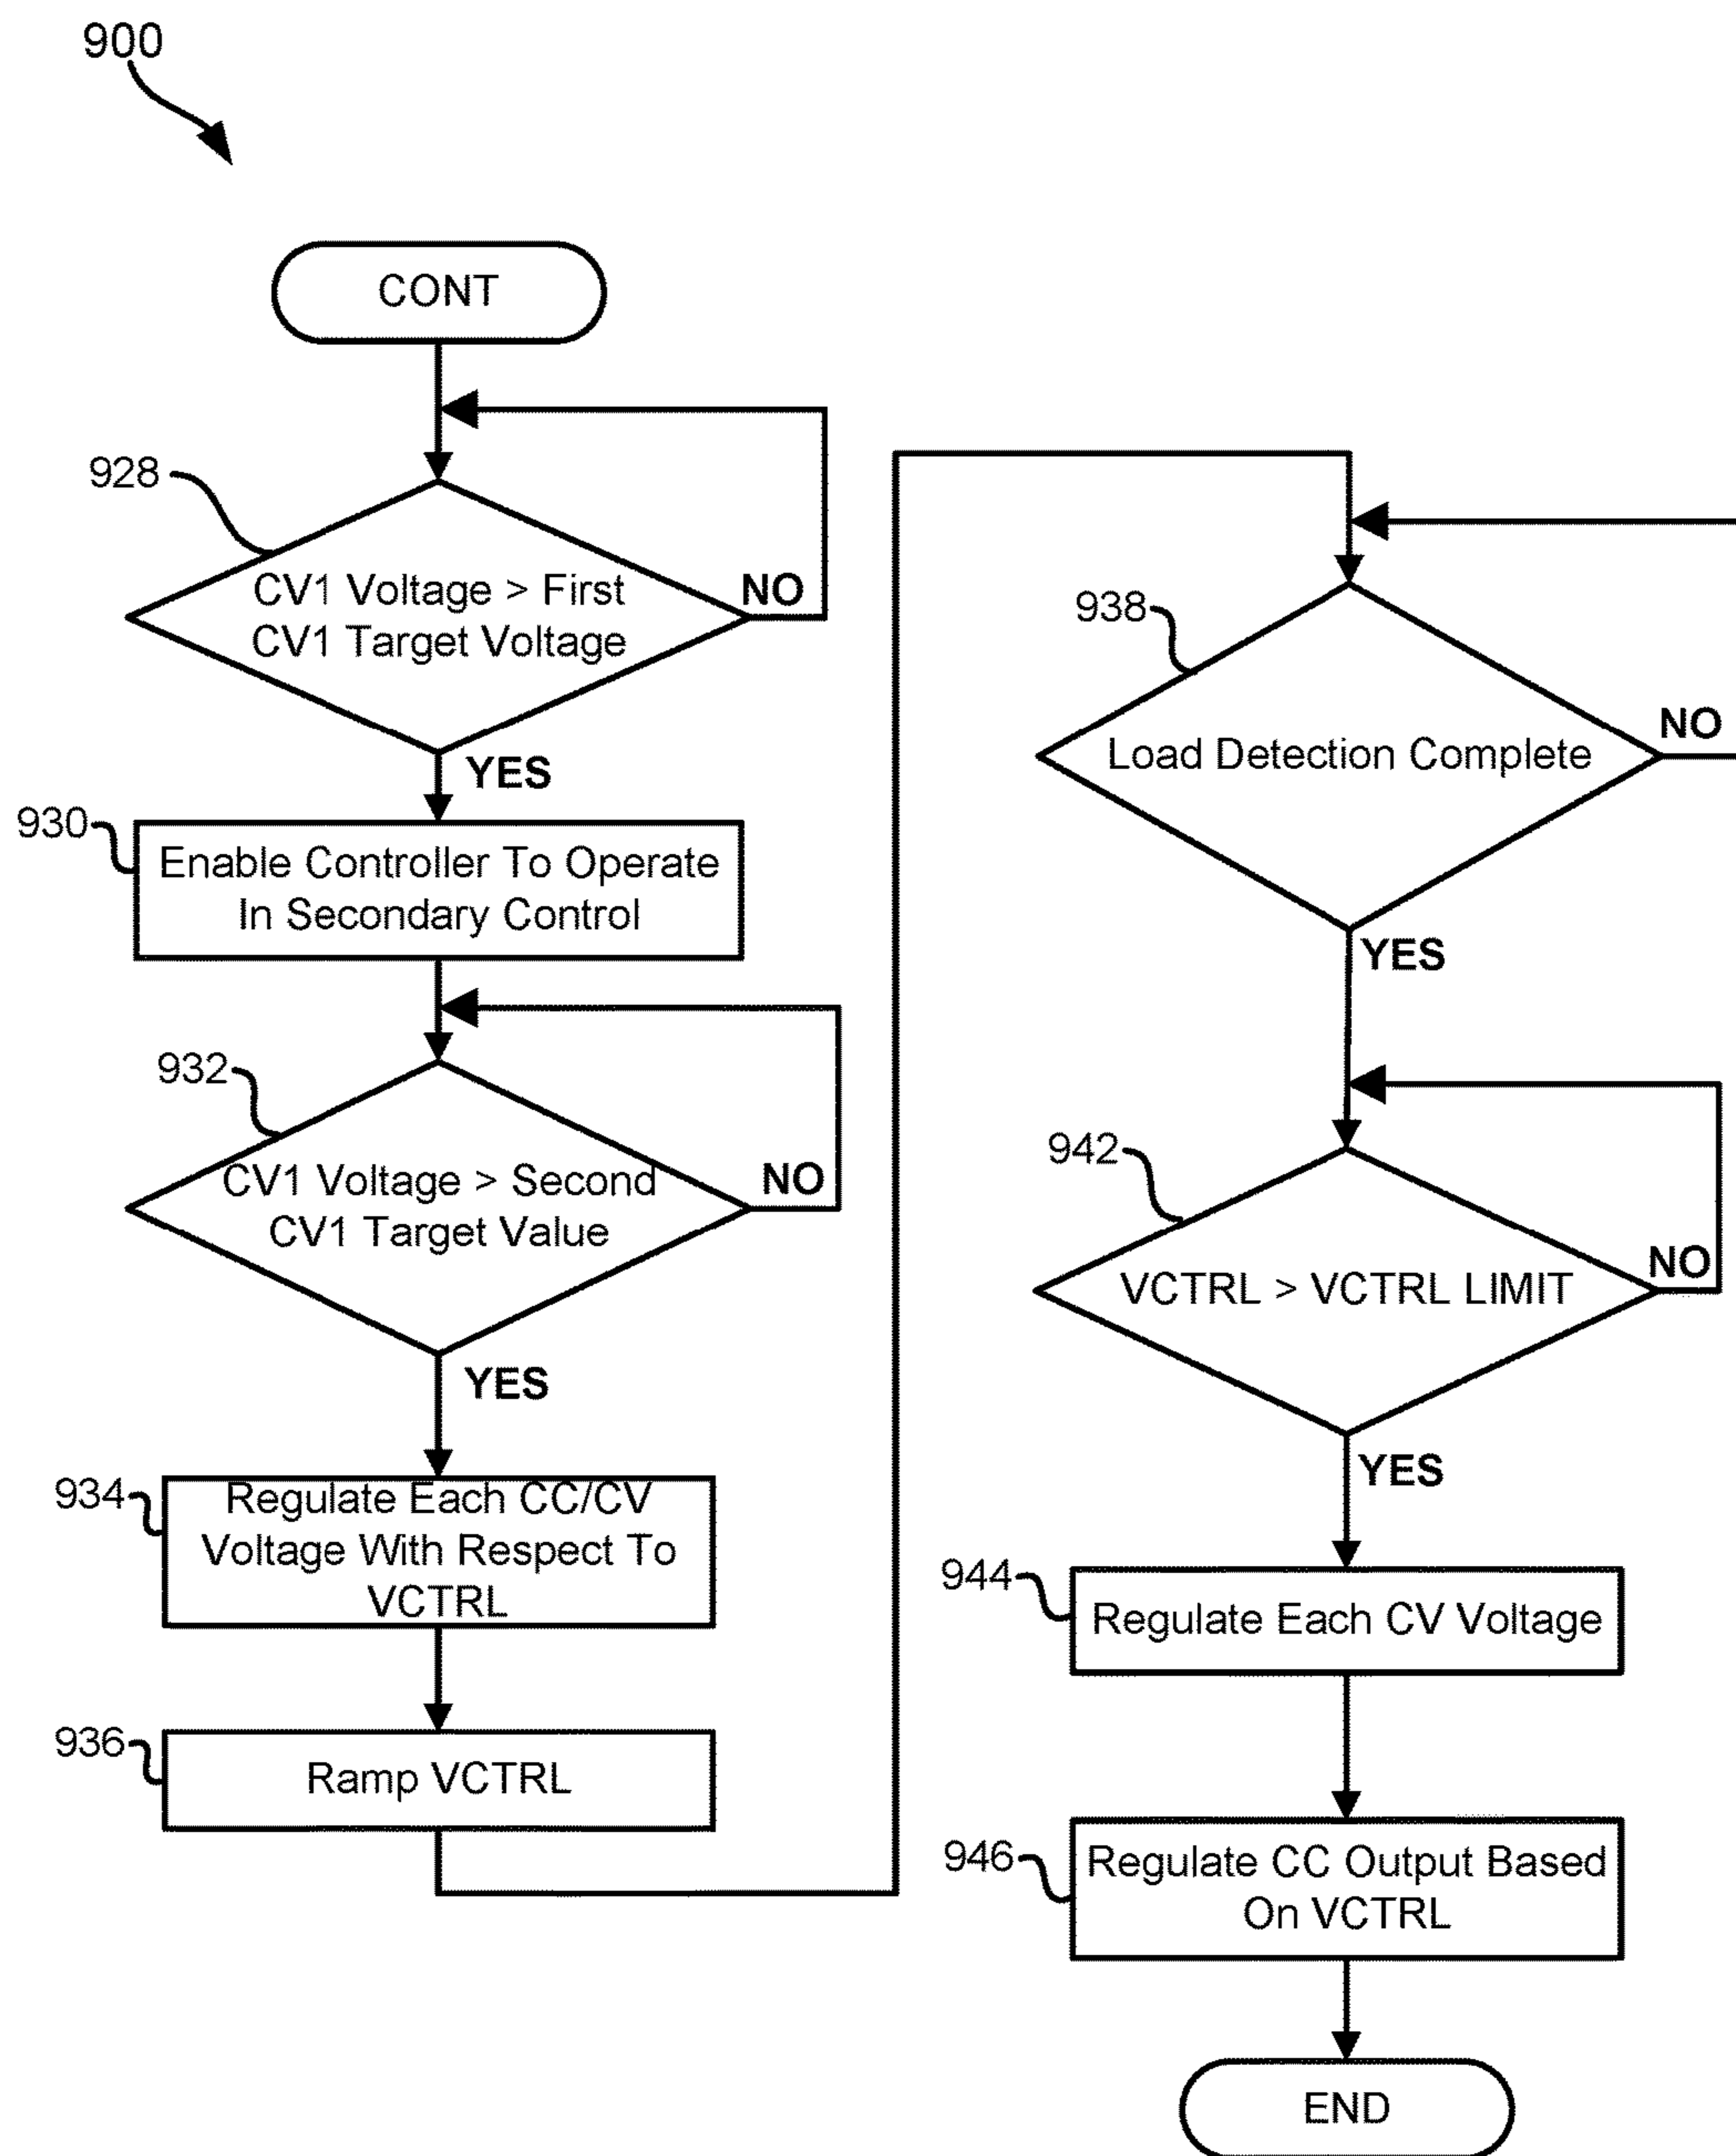 900
CONT
928
CV1 Voltage > First
CV1 Target Voltage
NO
YES
930
Enable Controller To Operate
In Secondary Control
932
CV1 Voltage > Second
CV1 Target Value
NO
YES
934
Regulate Each CC/CV
Voltage With Respect To
VCTRL
936
Ramp VCTRL
938
Load Detection Complete
NO
YES
942
VCTRL > VCTRL LIMIT
NO
YES
944
Regulate Each CV Voltage
946
Regulate CC Output Based
On VCTRL
END